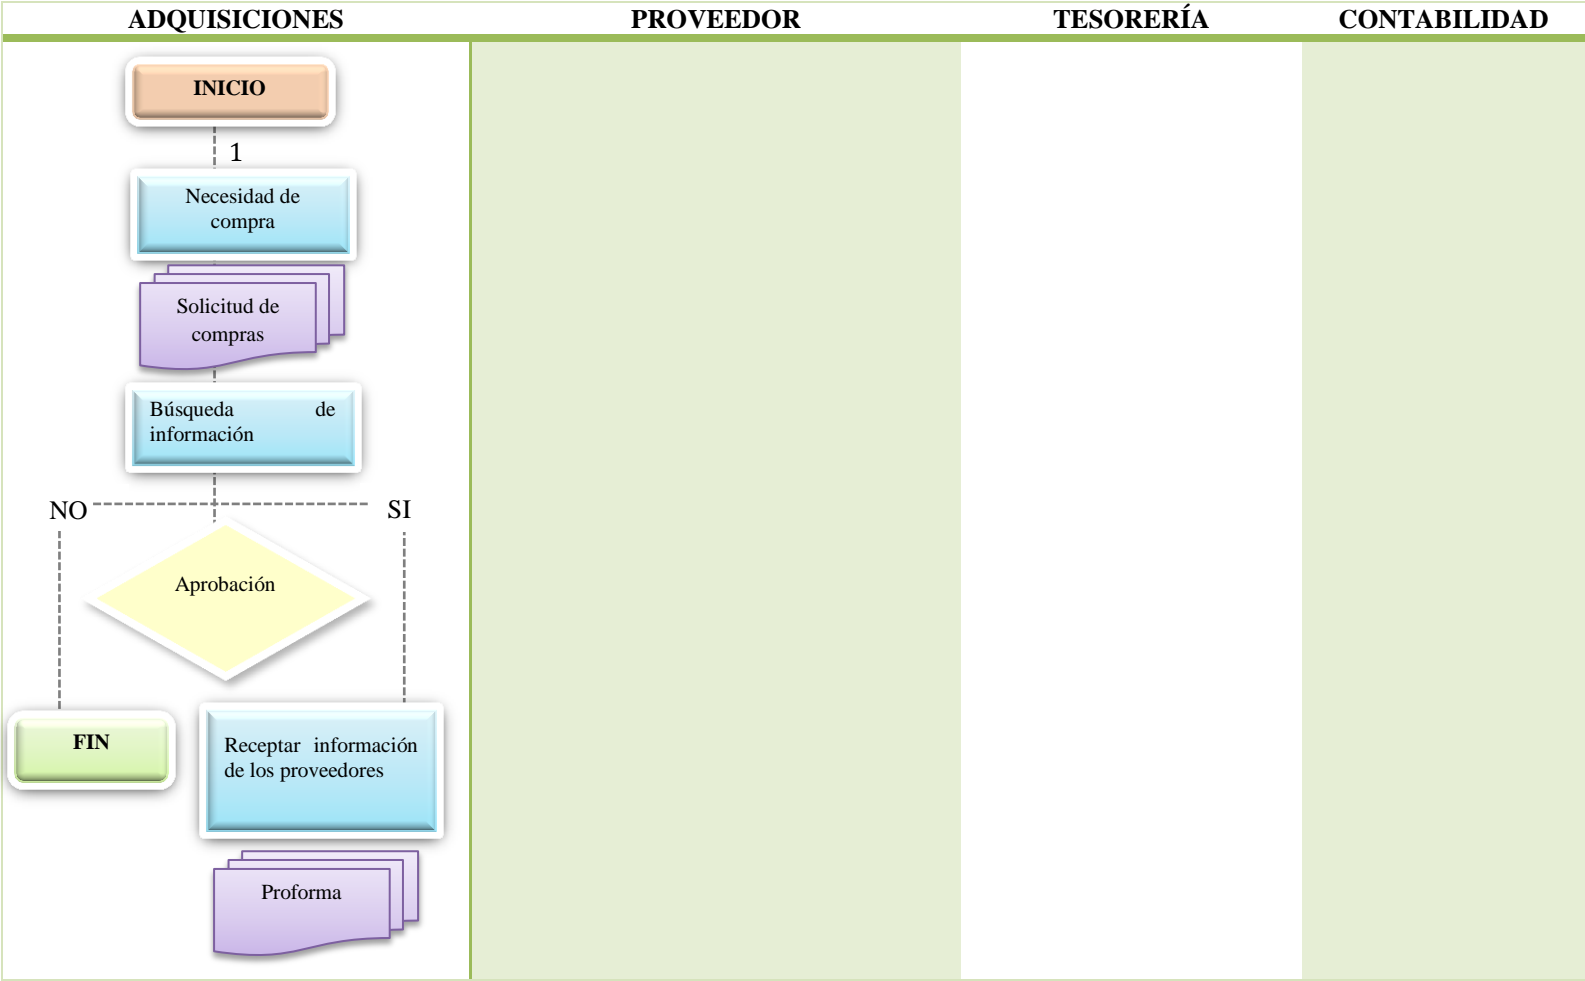 ADQUISICIONES PROVEEDOR TESORERÍA CONTABILIDAD
INICIO
1
Necesidad de
compra
Solicitud de
compras
Búsqueda de
información
NO SI
Aprobación
FIN
Receptar información
de los proveedores
Proforma